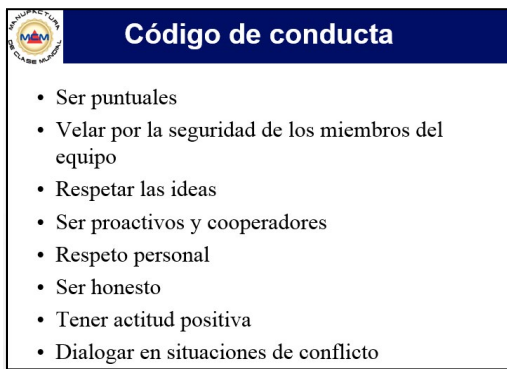 MANUFACTURA
MCM
DE CLASE MUNDIAL
Código de conducta
• Ser puntuales
• Velar por la seguridad de los miembros del
equipo
• Respetar las ideas
• Ser proactivos y cooperadores
• Respeto personal
• Ser honesto
• Tener actitud positiva
• Dialogar en situaciones de conflicto